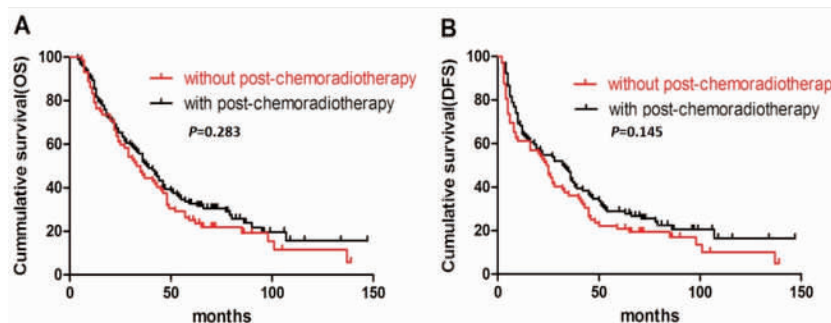 A
Cummulative survival(OS)
100
80
60
40
20
0
0
50
100
150
months
without post-chemoradiotherapy
with post-chemoradiotherapy
P=0.283
B
Cummulative survival(DFS)
100
80
60
40
20
0
0
50
100
150
months
without post-chemoradiotherap
with post-chemoradiotherapy
P=0.145